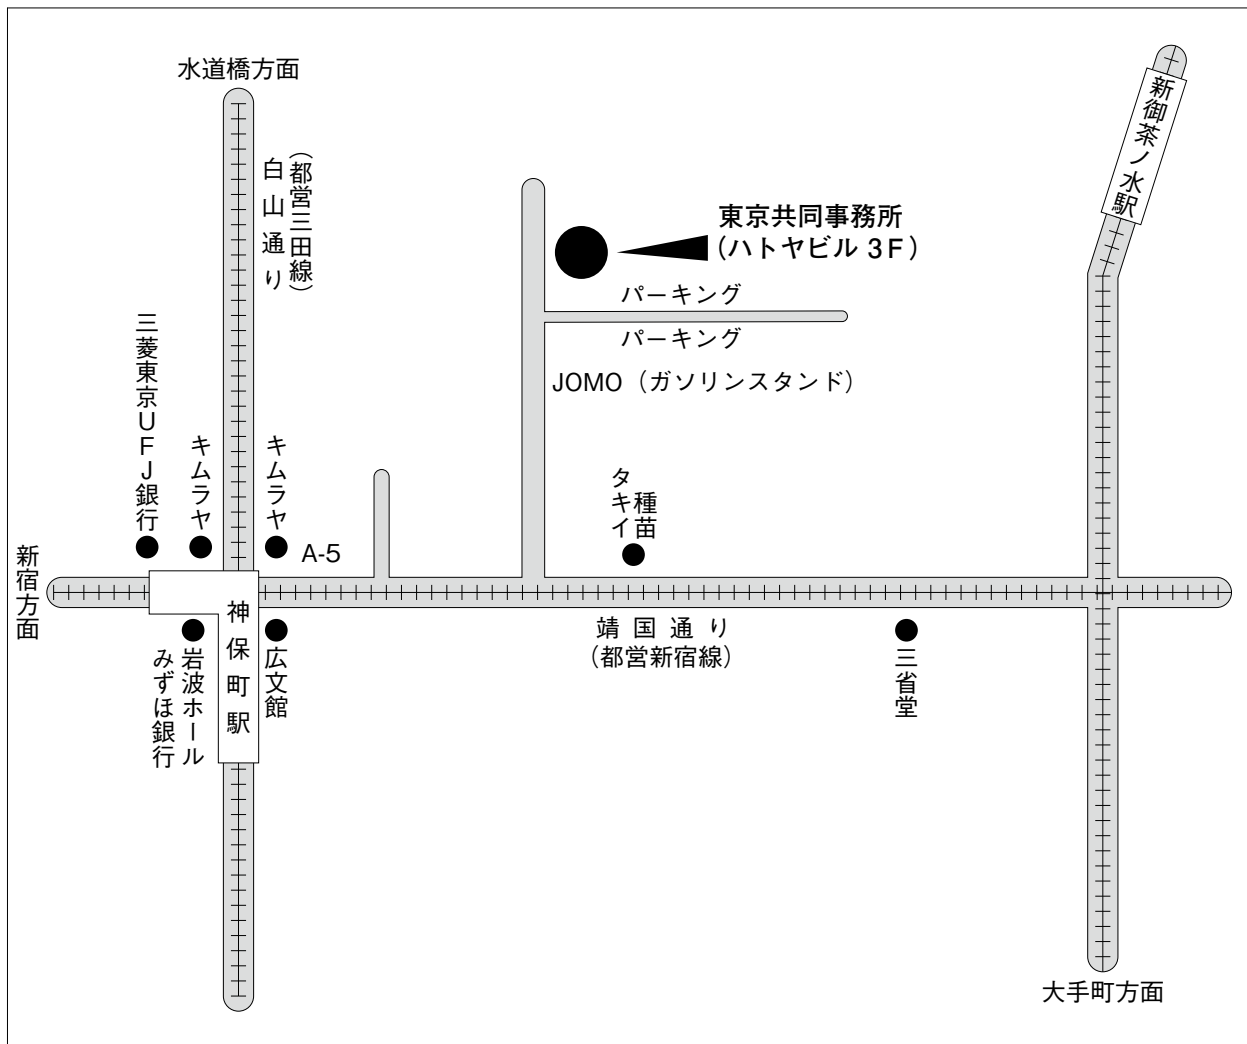 水道橋方面
白山通り
(都営三田線)
新御茶ノ水駅
東京共同事務所
(ハトヤビル 3F)
パーキング
パーキング
JOMO(ガソリンスタンド)
三菱東京UFJ銀行
キムラヤ
キムラヤ
A-5
タキイ
種苗
新宿方面
神保町駅
岩波ホール
みずほ銀行
広文館
靖国通り
(都営新宿線)
三省堂
大手町方面